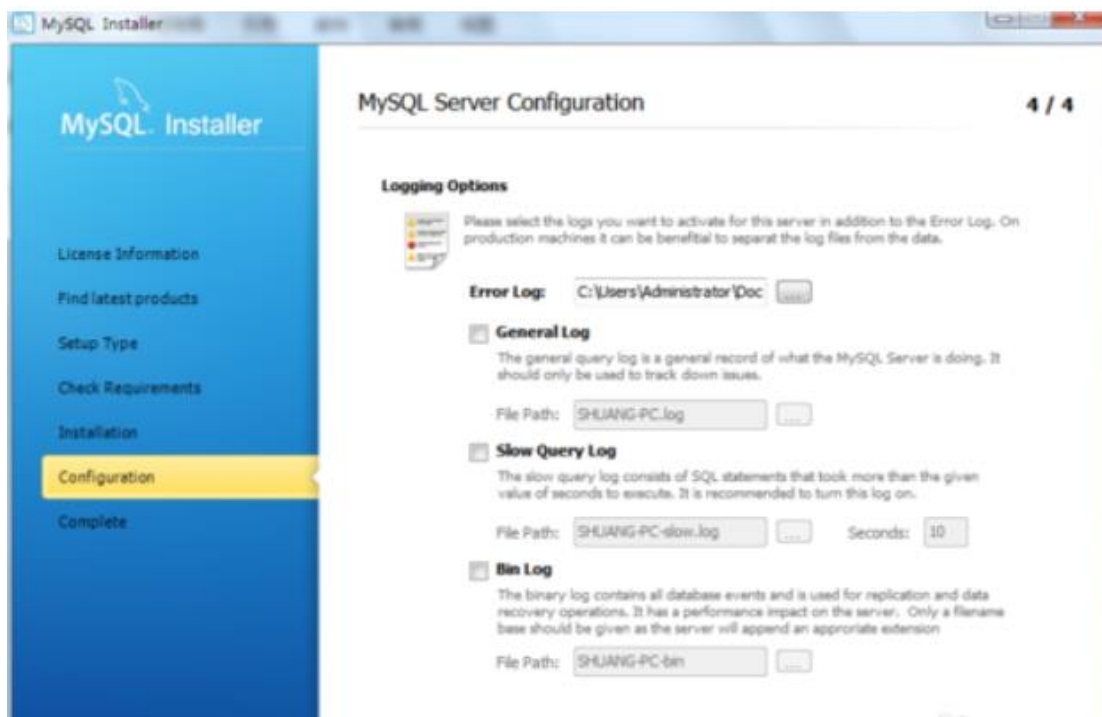 MySQL Installer
MySQL Installer
MySQL Server Configuration
4 / 4
License Information
Find latest products
Setup Type
Check Requirements
Installation
Configuration
Complete
Logging Options
Please select the logs you want to activate for this server in addition to the Error Log. On
production machines it can be benefitial to separat the log files from the data.
Error Log: C:\Users\Administrator\Doc ...
General Log
The general query log is a general record of what the MySQL Server is doing. It
should only be used to track down issues.
File Path: SHUANG-PC.log ...
Slow Query Log
The slow query log consists of SQL statements that took more than the given
value of seconds to execute. It is recommended to turn this log on.
File Path: SHUANG-PC-slow.log ... Seconds: 10
Bin Log
The binary log contains all database events and is used for replication and data
recovery operations. It has a performance impact on the server. Only a filename
base should be given as the server will append an approriate extension
File Path: SHUANG-PC-bin ...